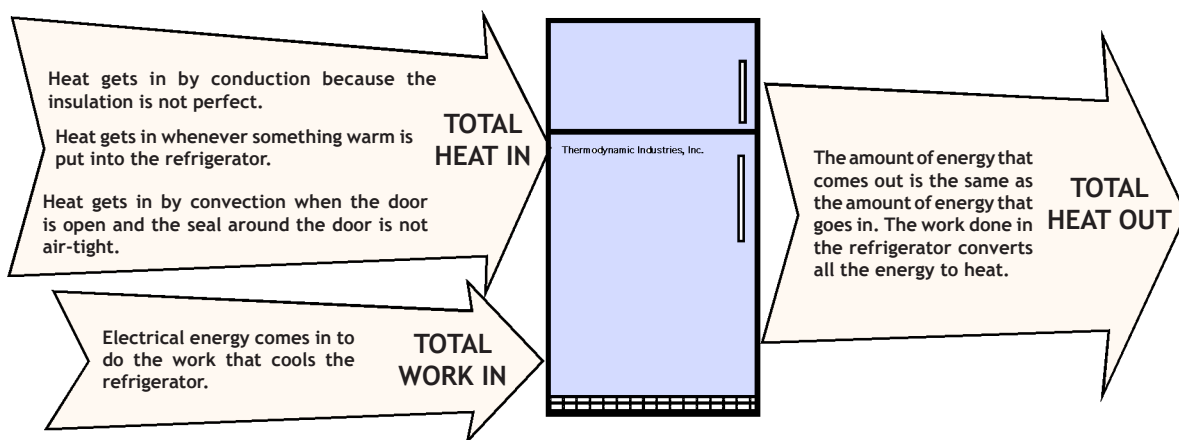 Heat gets in by conduction because the
insulation is not perfect.
Heat gets in whenever something warm is
put into the refrigerator.
Heat gets in by convection when the door
is open and the seal around the door is not
air-tight.
TOTAL
HEAT IN
Electrical energy comes in to
do the work that cools the
refrigerator.
TOTAL
WORK IN
Thermodynamic Industries, Inc.
The amount of energy that
comes out is the same as
the amount of energy that
goes in. The work done in
the refrigerator converts
all the energy to heat.
TOTAL
HEAT OUT